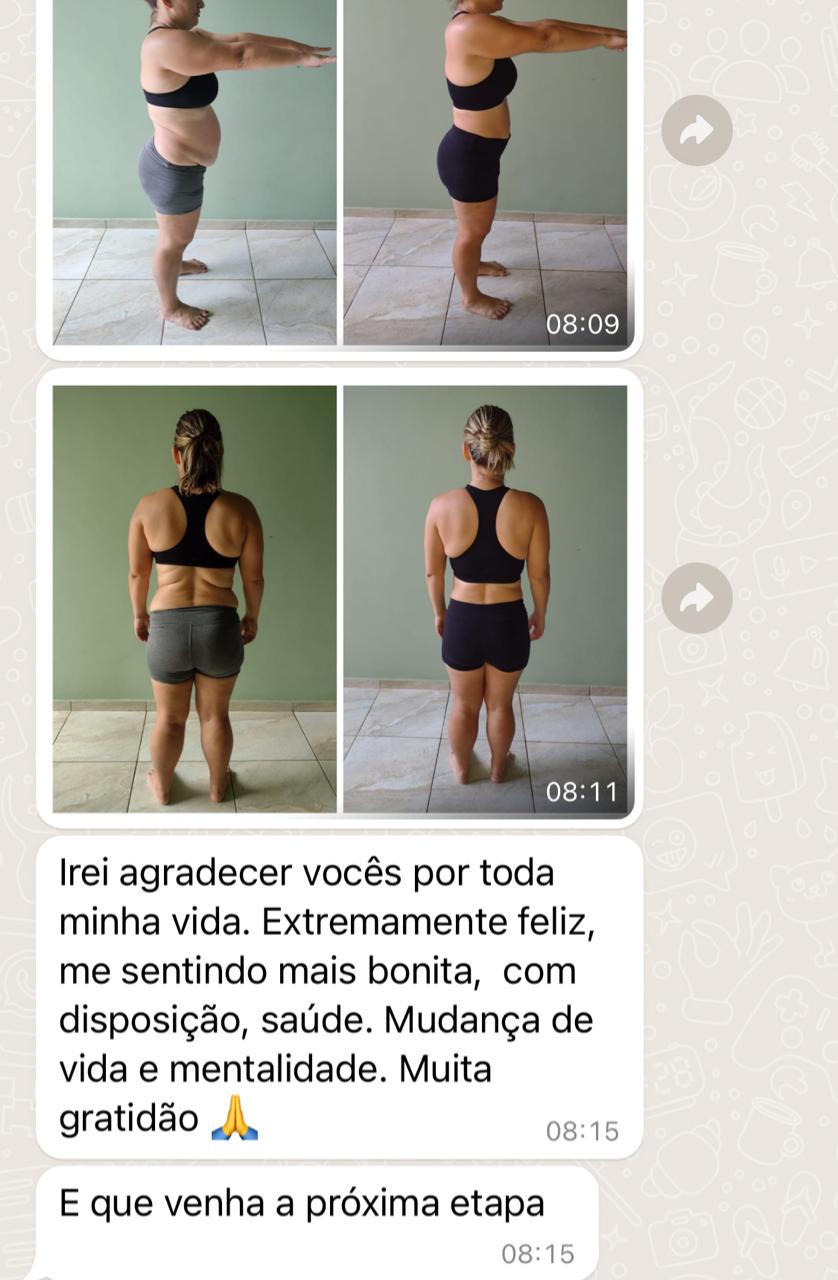 08:09
08:11
Irei agradecer vocês por toda
minha vida. Extremamente feliz,
me sentindo mais bonita,  com
disposição, saúde. Mudança de
vida e mentalidade. Muita
gratidão 🙏
08:15
E que venha a próxima etapa
08:15